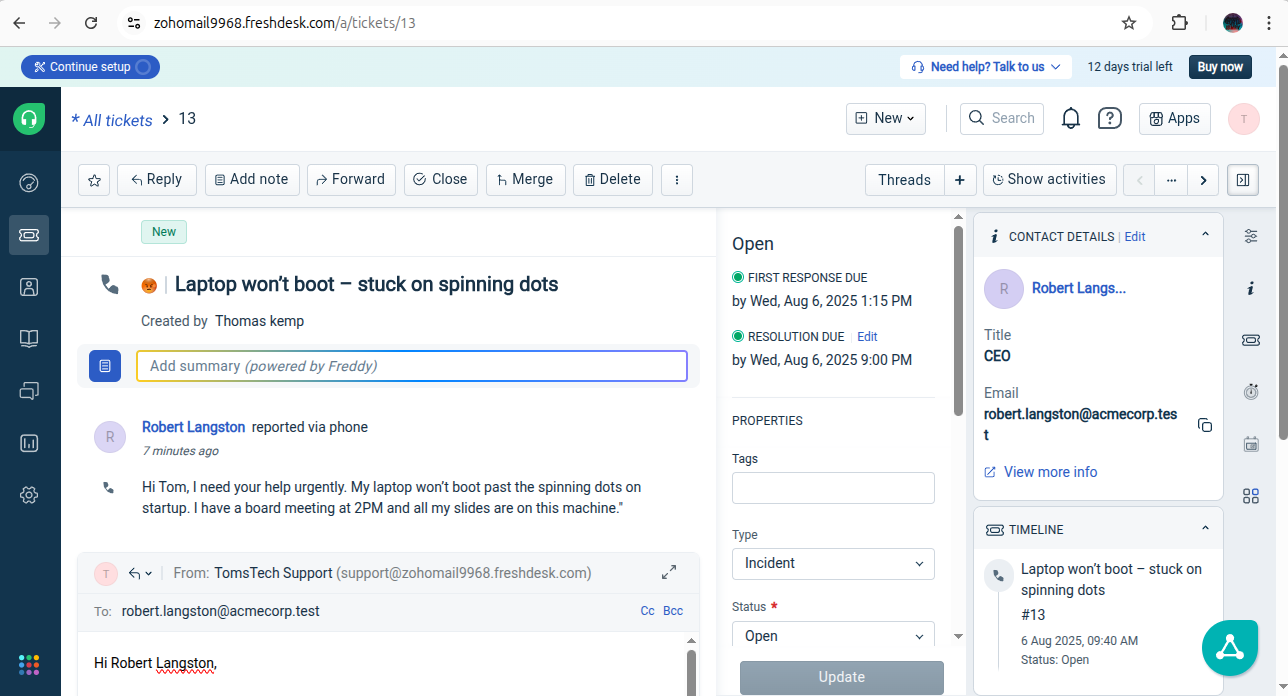 zohomail9968.freshdesk.com/a/tickets/13
Continue setup
Need help? Talk to us
12 days trial left
Buy now
* All tickets > 13
New
Search
Apps
T
Reply
Add note
Forward
Close
Merge
Delete
Threads
+
Show activities
New
Laptop won’t boot – stuck on spinning dots
Created by Thomas kemp
Add summary (powered by Freddy)
R
Robert Langston reported via phone
7 minutes ago
Hi Tom, I need your help urgently. My laptop won’t boot past the spinning dots on
startup. I have a board meeting at 2PM and all my slides are on this machine."
T
From: TomsTech Support (support@zohomail9968.freshdesk.com)
To: robert.langston@acmecorp.test
Cc Bcc
Hi Robert Langston,
Open
FIRST RESPONSE DUE
by Wed, Aug 6, 2025 1:15 PM
RESOLUTION DUE | Edit
by Wed, Aug 6, 2025 9:00 PM
PROPERTIES
Tags
Type
Incident
Status *
Open
Update
CONTACT DETAILS | Edit
R
Robert Langs...
Title
CEO
Email
robert.langston@acmecorp.tes
t
View more info
TIMELINE
Laptop won’t boot – stuck on
spinning dots
#13
6 Aug 2025, 09:40 AM
Status: Open